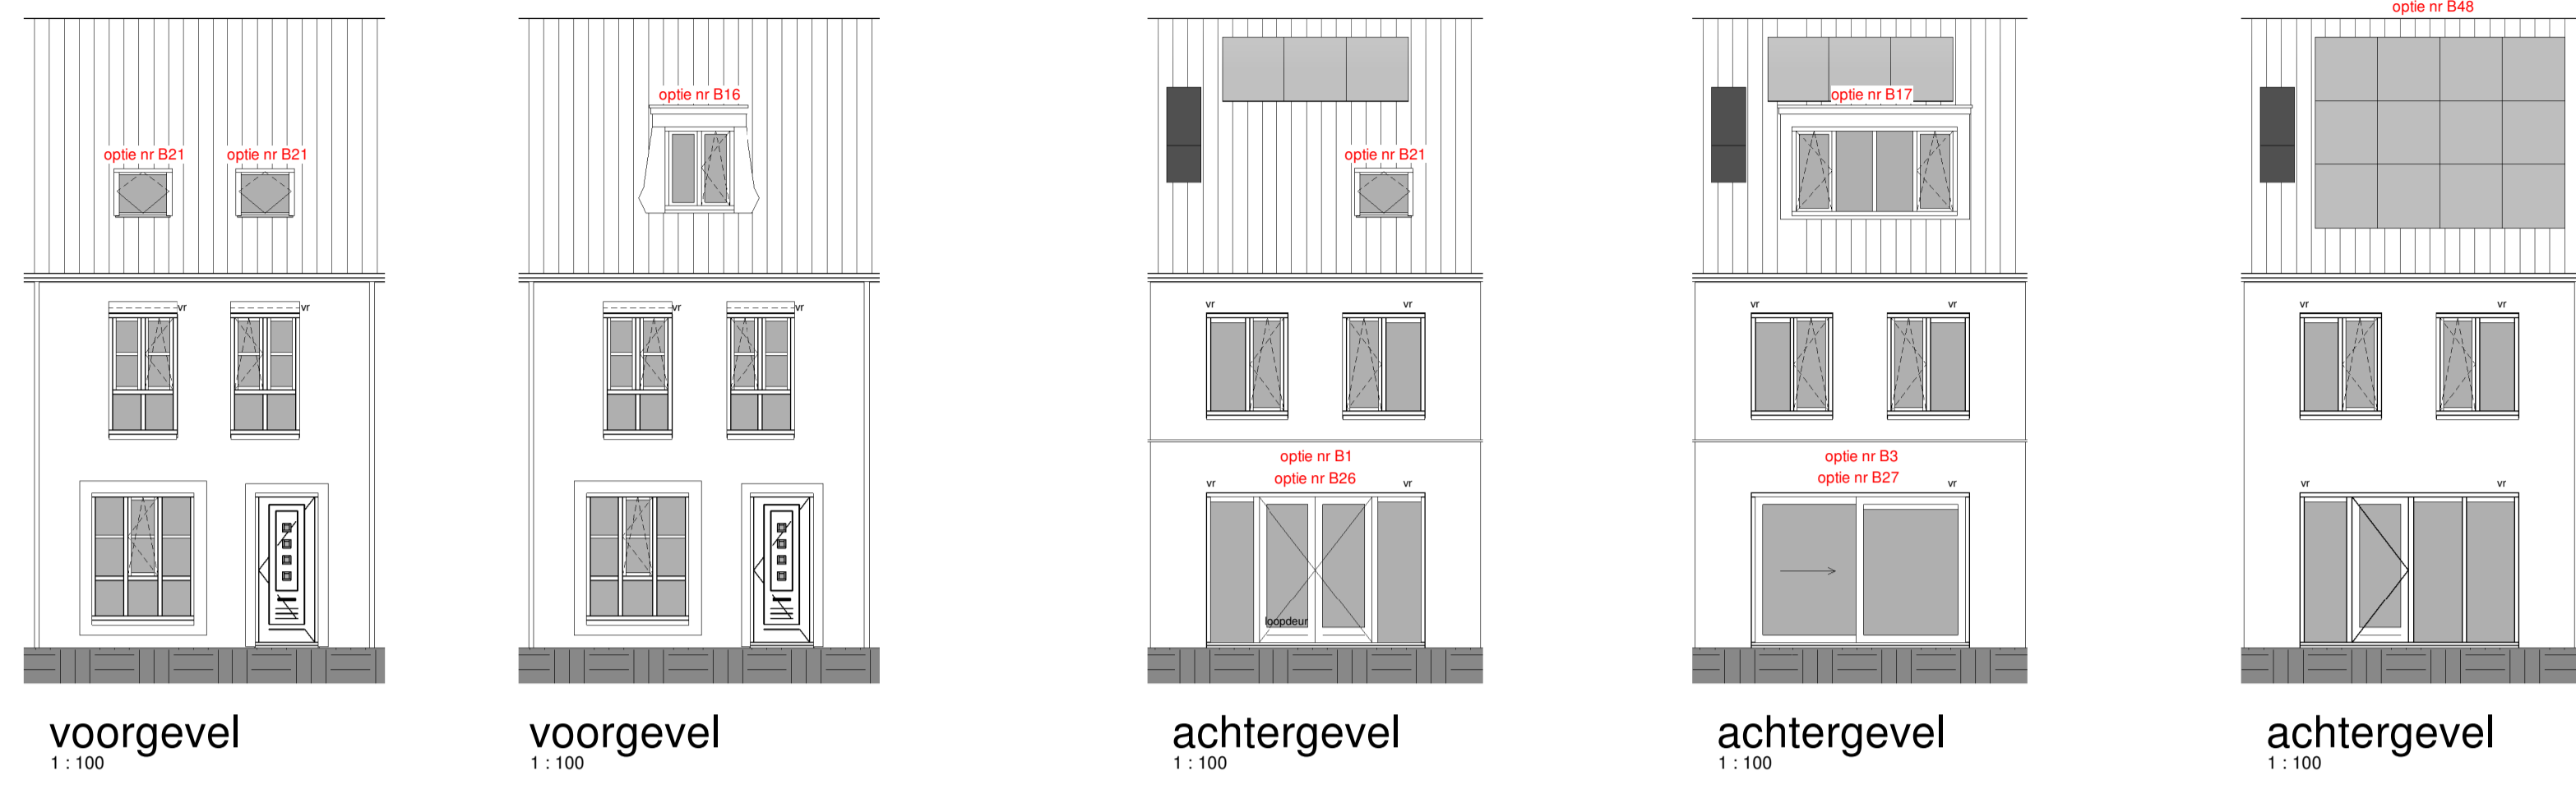 optie nr B48
optie nr B16
optie nr B17
optie nr B21 optie nr B21
optie nr B21
vr vr
vr vr
vr vr
vr vr
vr vr
optie nr B1
optie nr B26
optie nr B3
optie nr B27
vr vr
vr
vr vr
loopdeur
voorgevel
1 : 100
voorgevel
1 : 100
achtergevel
1 : 100
achtergevel
1 : 100
achtergevel
1 : 100